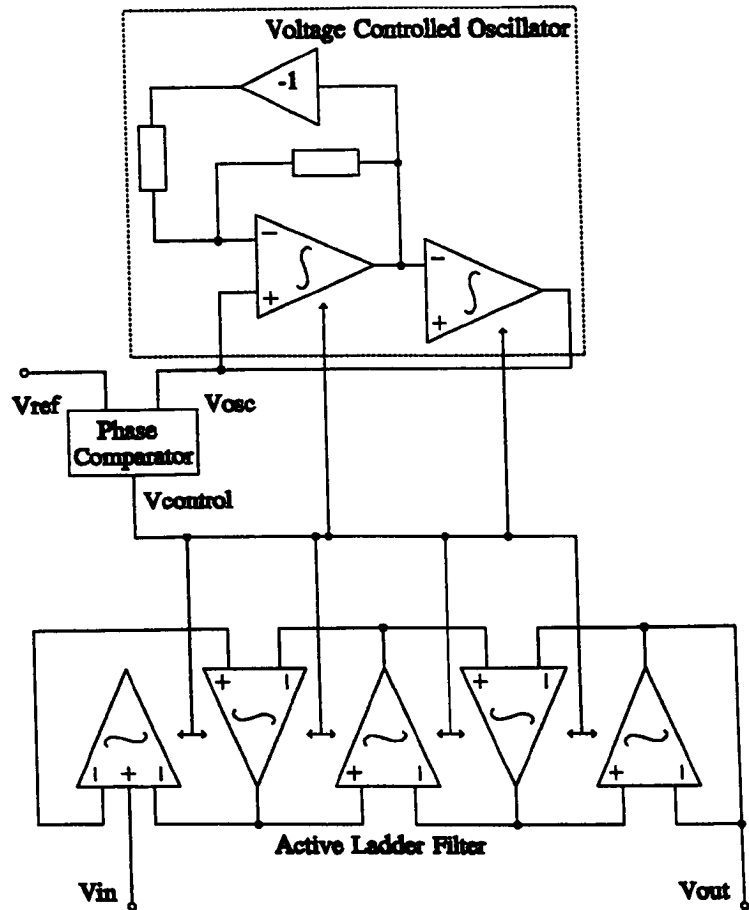 Voltage Controlled Oscillator
-1
−
∫
+
−
∫
+
Vref
Vosc
Phase
Comparator
Vcontrol
+ −
∫
+ −
∫
− + −
∫
+ −
∫
+ −
∫
Active Ladder Filter
Vin
Vout